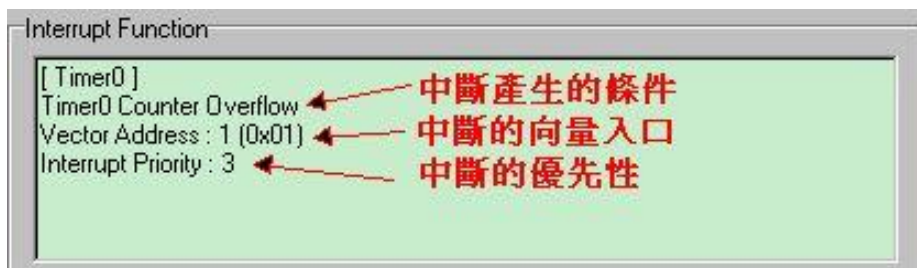 Interrupt Function
[ Timer0 ]
Timer0 Counter Overflow
中斷產生的條件
Vector Address : 1 (0x01)
中斷的向量入口
Interrupt Priority : 3
中斷的優先性